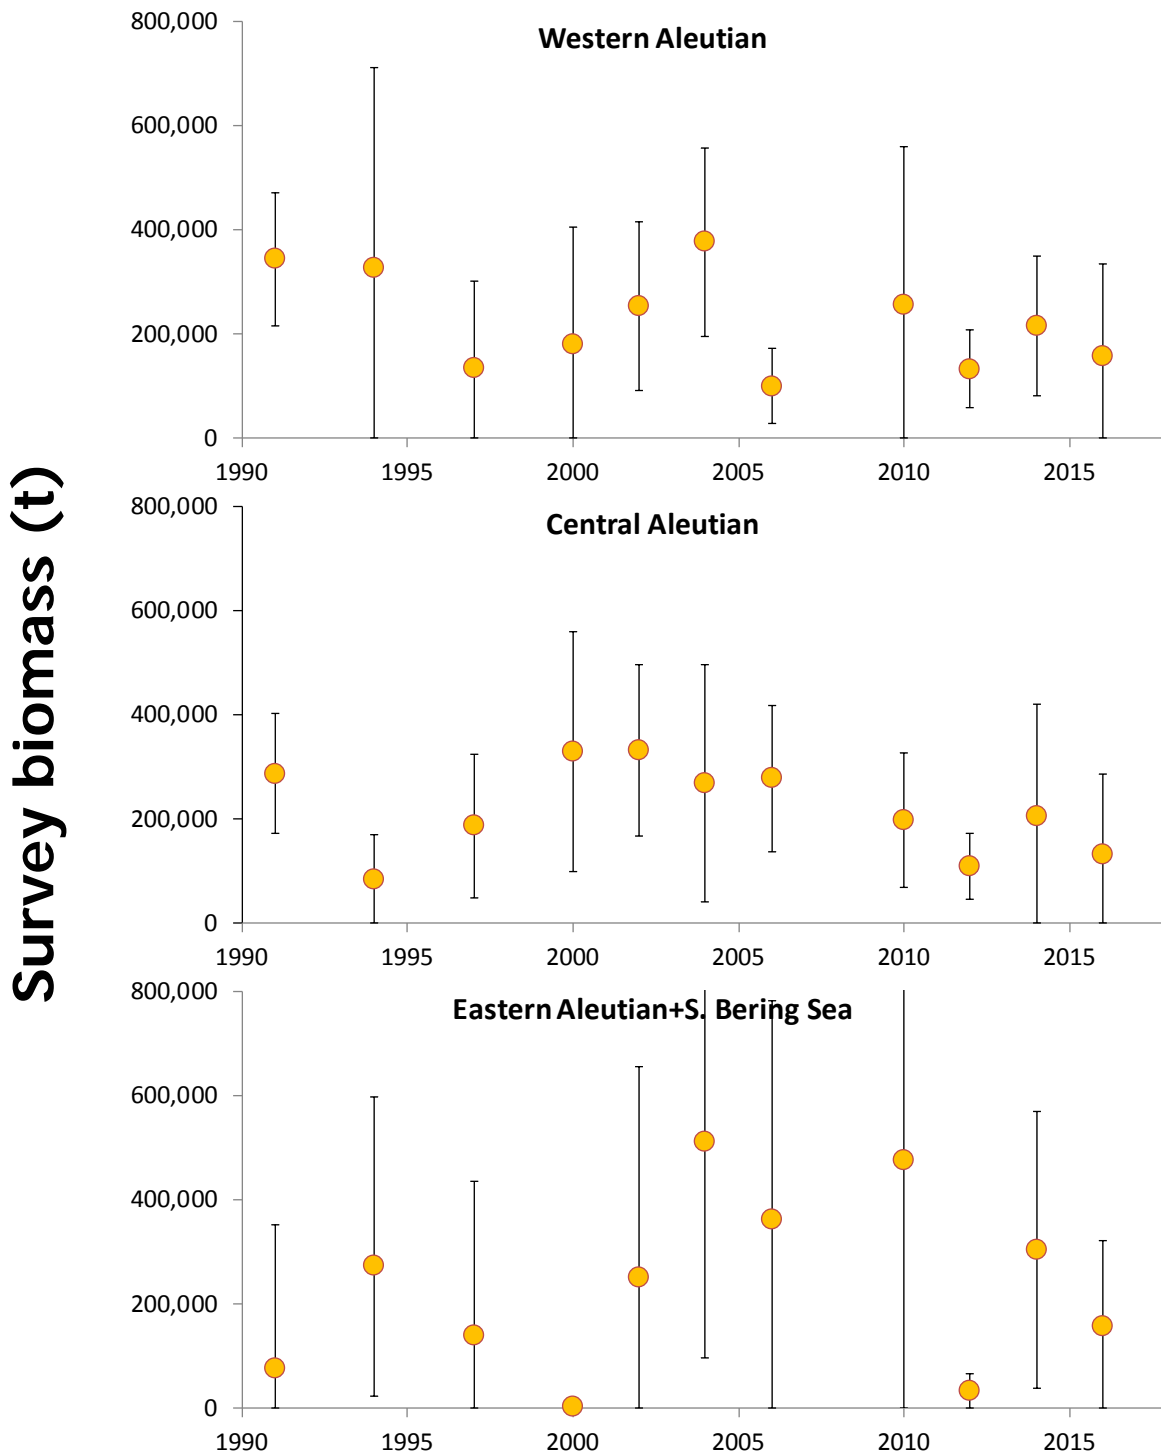 Survey biomass (t)
Western Aleutian
800,000
600,000
400,000
200,000
0
1990 1995 2000 2005 2010 2015
Central Aleutian
800,000
600,000
400,000
200,000
0
1990 1995 2000 2005 2010 2015
Eastern Aleutian+S. Bering Sea
800,000
600,000
400,000
200,000
0
1990 1995 2000 2005 2010 2015